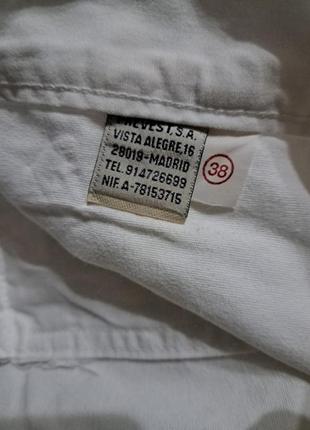 S.A.
VISTA ALEGRE,16
28019-MADRID
TEL.914726699
NIF.A-78153715
38